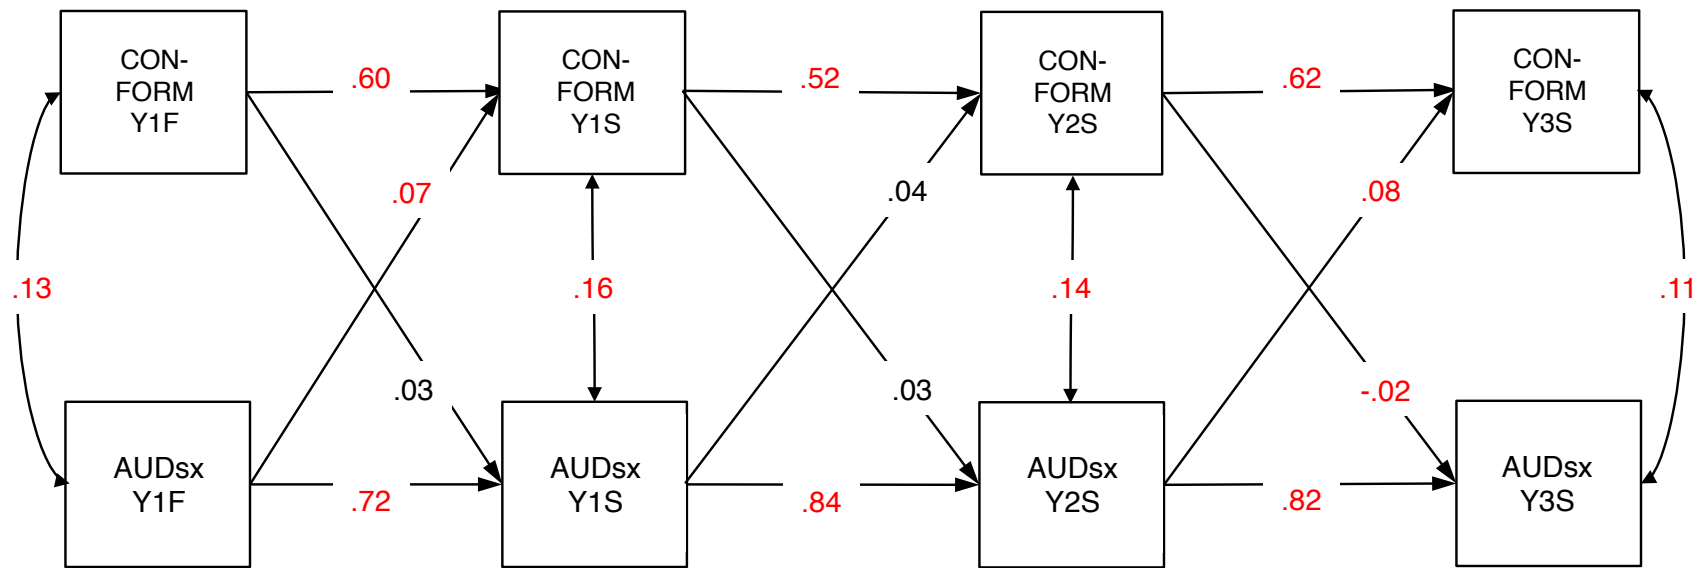 CON-
FORM
Y1F
.60
CON-
FORM
Y1S
.52
CON-
FORM
Y2S
.62
CON-
FORM
Y3S
.07
.04
.08
.13
.16
.14
.11
.03
.03
-.02
AUDsx
Y1F
.72
AUDsx
Y1S
.84
AUDsx
Y2S
.82
AUDsx
Y3S